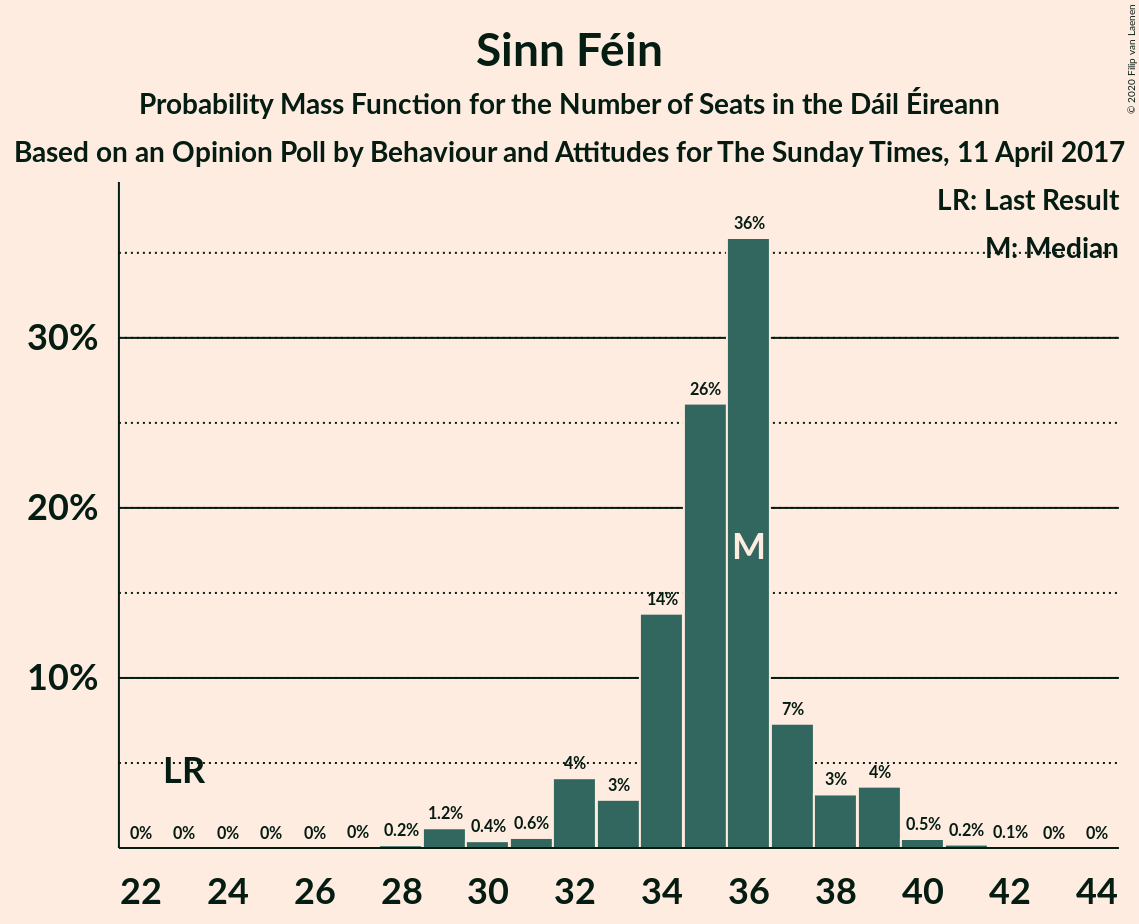 © 2020 Filip van Laenen
Sinn Féin
Probability Mass Function for the Number of Seats in the Dáil Éireann
Based on an Opinion Poll by Behaviour and Attitudes for The Sunday Times, 11 April 2017
LR: Last Result
M: Median
36%
30%
26%
20%
M
14%
10%
7%
LR
4%
3%
3%
4%
0%
0%
0%
0%
0%
0%
0.2%
1.2%
0.4%
0.6%
0.5%
0.2%
0.1%
0%
0%
22 24 26 28 30 32 34 36 38 40 42 44